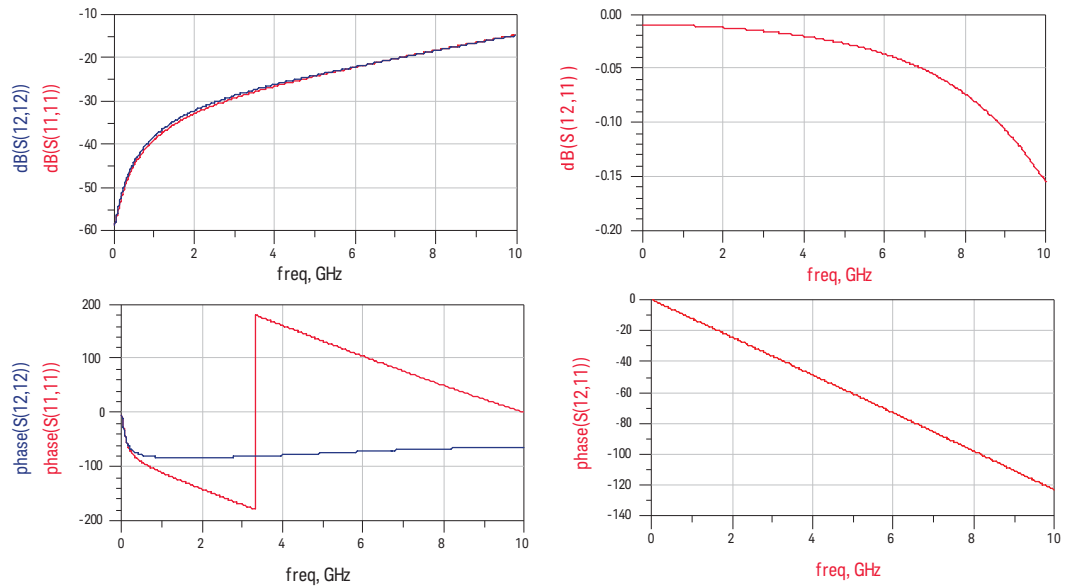 dB(S(12,12))
dB(S(11,11))
-10
-20
-30
-40
-50
-60
0 2 4 6 8 10
freq, GHz
dB(S(12,11))
0.00
-0.05
-0.10
-0.15
-0.20
0 2 4 6 8 10
freq, GHz
phase(S(12,12))
phase(S(11,11))
200
100
0
-100
-200
0 2 4 6 8 10
freq, GHz
phase(S(12,11))
0
-20
-40
-60
-80
-100
-120
-140
0 2 4 6 8 10
freq, GHz